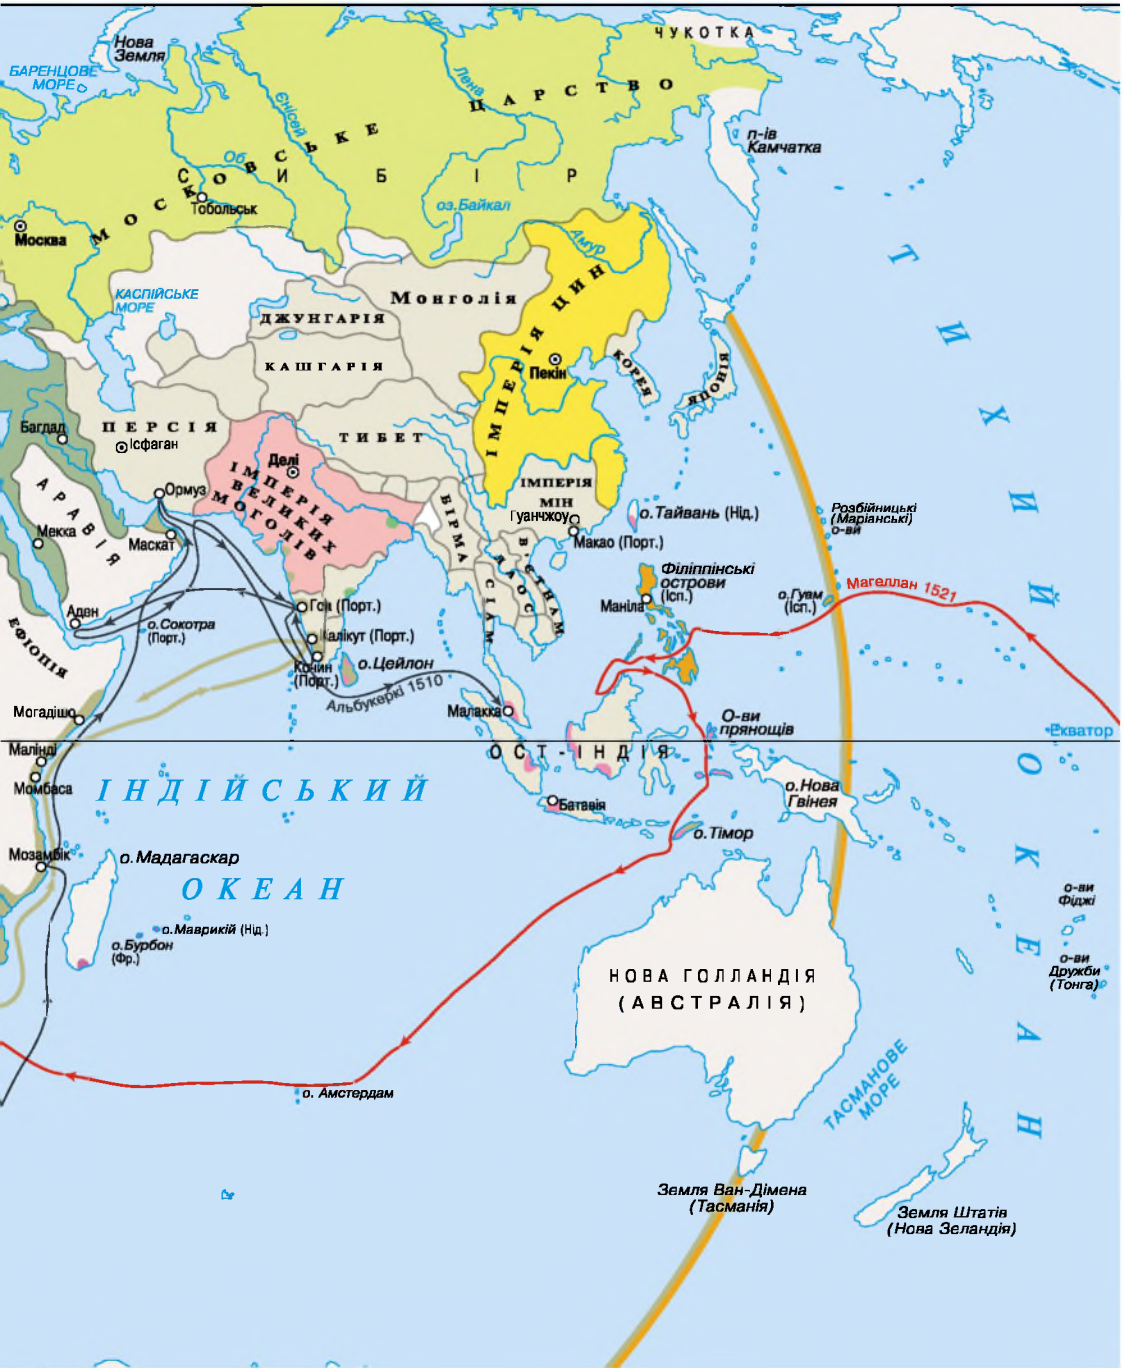 ЧУКОТКА
Нова
Земля
БАРЕНЦОВЕ
МОРЕ
Лена
Єнісей
МОСКОВСЬКЕ ЦАРСТВО
п-ів
Камчатка
Об
СИБІР
Тобольськ
оз.Байкал
Москва
Амур
КАСПІЙСЬКЕ
МОРЕ
Монголія
ДЖУНГАРІЯ
КАШГАРІЯ
ІМПЕРІЯ ЦИН
Пекін
КОРЕЯ
ЯПОНІЯ
ТИХИЙ
ОКЕАН
Багдад
ПЕРСІЯ
Ісфаган
ТИБЕТ
Делі
ІМПЕРІЯ
ВЕЛИКИХ
МОГОЛІВ
ІМПЕРІЯ
МІН
Гуанчжоу
о.Тайвань (Нід.)
Макао (Порт.)
Розбійницькі
(Маріанські)
о-ви
АРАВІЯ
Ормуз
Мекка
Маскат
БІРМА
В'ЄТНАМ
ЛАОС
СІАМ
Філіппінські
острови
(Ісп.)
Маніла
о.Гуам
(Ісп.)
Магеллан 1521
Аден
о.Сокотра
(Порт.)
Гоа (Порт.)
Калікут (Порт.)
Кочин
(Порт.)
о.Цейлон
Альбукеркі 1510
Малакка
ЕФІОПІЯ
Могадішо
О-ви
прянощів
Екватор
Малінді
Момбаса
ОСТ-ІНДІЯ
ІНДІЙСЬКИЙ
ОКЕАН
Батавія
о.Нова
Гвінея
о.Тімор
Мозамбік
о.Мадагаскар
о.Маврикій (Нід.)
о.Бурбон
(Фр.)
о-ви
Фіджі
о-ви
Дружби
(Тонга)
НОВА ГОЛЛАНДІЯ
(АВСТРАЛІЯ)
ТАСМАНОВЕ
МОРЕ
о. Амстердам
Земля Ван-Дімена
(Тасманія)
Земля Штатів
(Нова Зеландія)